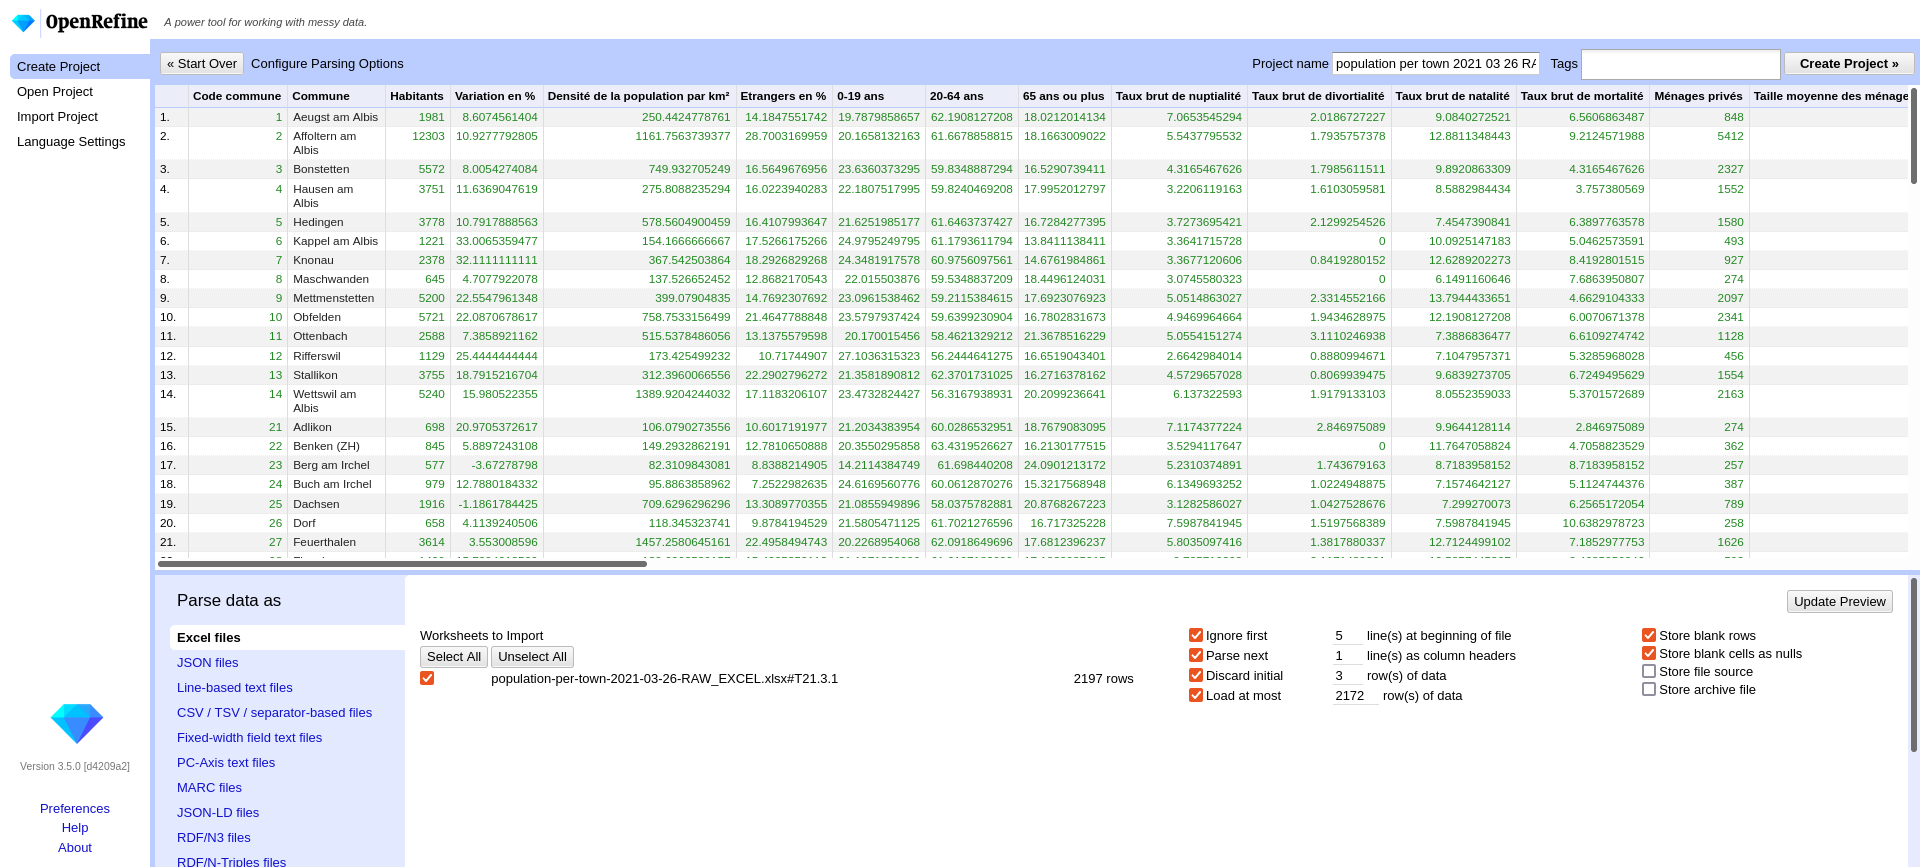 OpenRefine A power tool for working with messy data.
Create Project
Open Project
Import Project
Language Settings
« Start Over Configure Parsing Options Project name population per town 2021 03 26 RA Tags Create Project »
Code commune Commune Habitants Variation en % Densité de la population par km² Etrangers en % 0-19 ans 20-64 ans 65 ans ou plus Taux brut de nuptialité Taux brut de divortialité Taux brut de natalité Taux brut de mortalité Ménages privés Taille moyenne des ménage
1. 1 Aeugst am Albis 1981 8.6074561404 250.4424778761 14.1847551742 19.7879858657 62.1908127208 18.0212014134 7.0653545294 2.0186727227 9.0840272521 6.5606863487 848
2. 2 Affoltern am Albis 12303 10.9277792805 1161.7563739377 28.7003169959 20.1658132163 61.6678858815 18.1663009022 5.5437795532 1.7935757378 12.8811348443 9.2124571988 5412
3. 3 Bonstetten 5572 8.0054274084 749.932705249 16.5649676956 23.6360373295 59.8348887294 16.5290739411 4.3165467626 1.7985611511 9.8920863309 4.3165467626 2327
4. 4 Hausen am Albis 3751 11.6369047619 275.8088235294 16.0223940283 22.1807517995 59.8240469208 17.9952012797 3.2206119163 1.6103059581 8.5882984434 3.757380569 1552
5. 5 Hedingen 3778 10.7917888563 578.5604900459 16.4107993647 21.6251985177 61.6463737427 16.7284277395 3.7273695421 2.1299254526 7.4547390841 6.3897763578 1580
6. 6 Kappel am Albis 1221 33.0065359477 154.1666666667 17.5266175266 24.9795249795 61.1793611794 13.8411138411 3.3641715728 0 10.0925147183 5.0462573591 493
7. 7 Knonau 2378 32.1111111111 367.542503864 18.2926829268 24.3481917578 60.9756097561 14.6761984861 3.3677120606 0.8419280152 12.6289202273 8.4192801515 927
8. 8 Maschwanden 645 4.7077922078 137.526652452 12.8682170543 22.015503876 59.5348837209 18.4496124031 3.0745580323 0 6.1491160646 7.6863950807 274
9. 9 Mettmenstetten 5200 22.5547961348 399.07904835 14.7692307692 23.0961538462 59.2115384615 17.6923076923 5.0514863027 2.3314552166 13.7944433651 4.6629104333 2097
10. 10 Obfelden 5721 22.0870678617 758.7533156499 21.4647788848 23.5797937424 59.6399230904 16.7802831673 4.9469964664 1.9434628975 12.1908127208 6.0070671378 2341
11. 11 Ottenbach 2588 7.3858921162 515.5378486056 13.1375579598 20.170015456 58.4621329212 21.3678516229 5.0554151274 3.1110246938 7.3886836477 6.6109274742 1128
12. 12 Rifferswil 1129 25.4444444444 173.425499232 10.71744907 27.1036315323 56.2444641275 16.6519043401 2.6642984014 0.8880994671 7.1047957371 5.3285968028 456
13. 13 Stallikon 3755 18.7915216704 312.3960066556 22.2902796272 21.3581890812 62.3701731025 16.2716378162 4.5729657028 0.8069939475 9.6839273705 6.7249495629 1554
14. 14 Wettswil am Albis 5240 15.980522355 1389.9204244032 17.1183206107 23.4732824427 56.3167938931 20.2099236641 6.137322593 1.9179133103 8.0552359033 5.3701572689 2163
15. 21 Adlikon 698 20.9705372617 106.0790273556 10.6017191977 21.2034383954 60.0286532951 18.7679083095 7.1174377224 2.846975089 9.9644128114 2.846975089 274
16. 22 Benken (ZH) 845 5.8897243108 149.2932862191 12.7810650888 20.3550295858 63.4319526627 16.2130177515 3.5294117647 0 11.7647058824 4.7058823529 362
17. 23 Berg am Irchel 577 -3.67278798 82.3109843081 8.8388214905 14.2114384749 61.698440208 24.0901213172 5.2310374891 1.743679163 8.7183958152 8.7183958152 257
18. 24 Buch am Irchel 979 12.7880184332 95.8863858962 7.2522982635 24.6169560776 60.0612870276 15.3217568948 6.1349693252 1.0224948875 7.1574642127 5.1124744376 387
19. 25 Dachsen 1916 -1.1861784425 709.6296296296 13.3089770355 21.0855949896 58.0375782881 20.8768267223 3.1282586027 1.0427528676 7.299270073 6.2565172054 789
20. 26 Dorf 658 4.1139240506 118.345323741 9.8784194529 21.5805471125 61.7021276596 16.717325228 7.5987841945 1.5197568389 7.5987841945 10.6382978723 258
21. 27 Feuerthalen 3614 3.553008596 1457.2580645161 22.4958494743 20.2268954068 62.0918649696 17.6812396237 5.8035097416 1.3817880337 12.7124499102 7.1852977753 1626
Parse data as Update Preview
Excel files
JSON files
Line-based text files
CSV / TSV / separator-based files
Fixed-width field text files
PC-Axis text files
MARC files
JSON-LD files
RDF/N3 files
RDF/N-Triples files
Worksheets to Import
Select All Unselect All
population-per-town-2021-03-26-RAW_EXCEL.xlsx#T21.3.1 2197 rows
Ignore first 5 line(s) at beginning of file
Parse next 1 line(s) as column headers
Discard initial 3 row(s) of data
Load at most 2172 row(s) of data
Store blank rows
Store blank cells as nulls
Store file source
Store archive file
Version 3.5.0 [d4209a2]
Preferences
Help
About